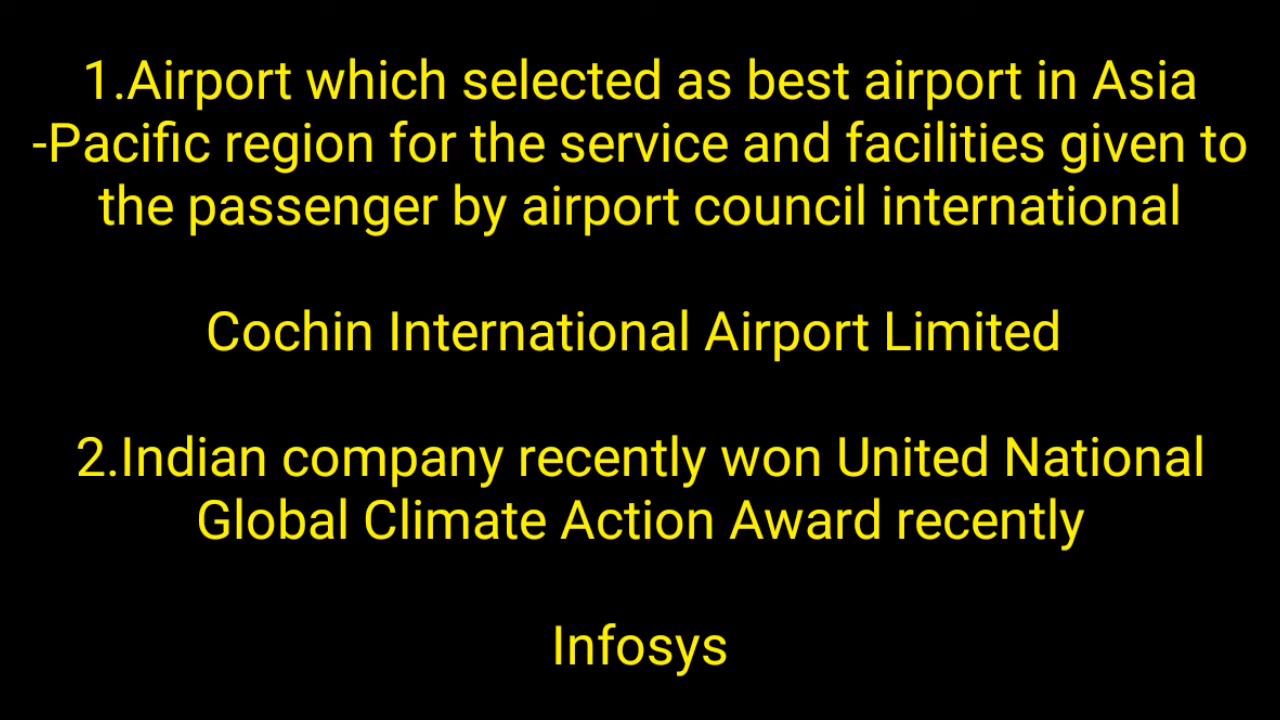 1.Airport which selected as best airport in Asia
-Pacific region for the service and facilities given to
the passenger by airport council international
Cochin International Airport Limited
2.Indian company recently won United National
Global Climate Action Award recently
Infosys